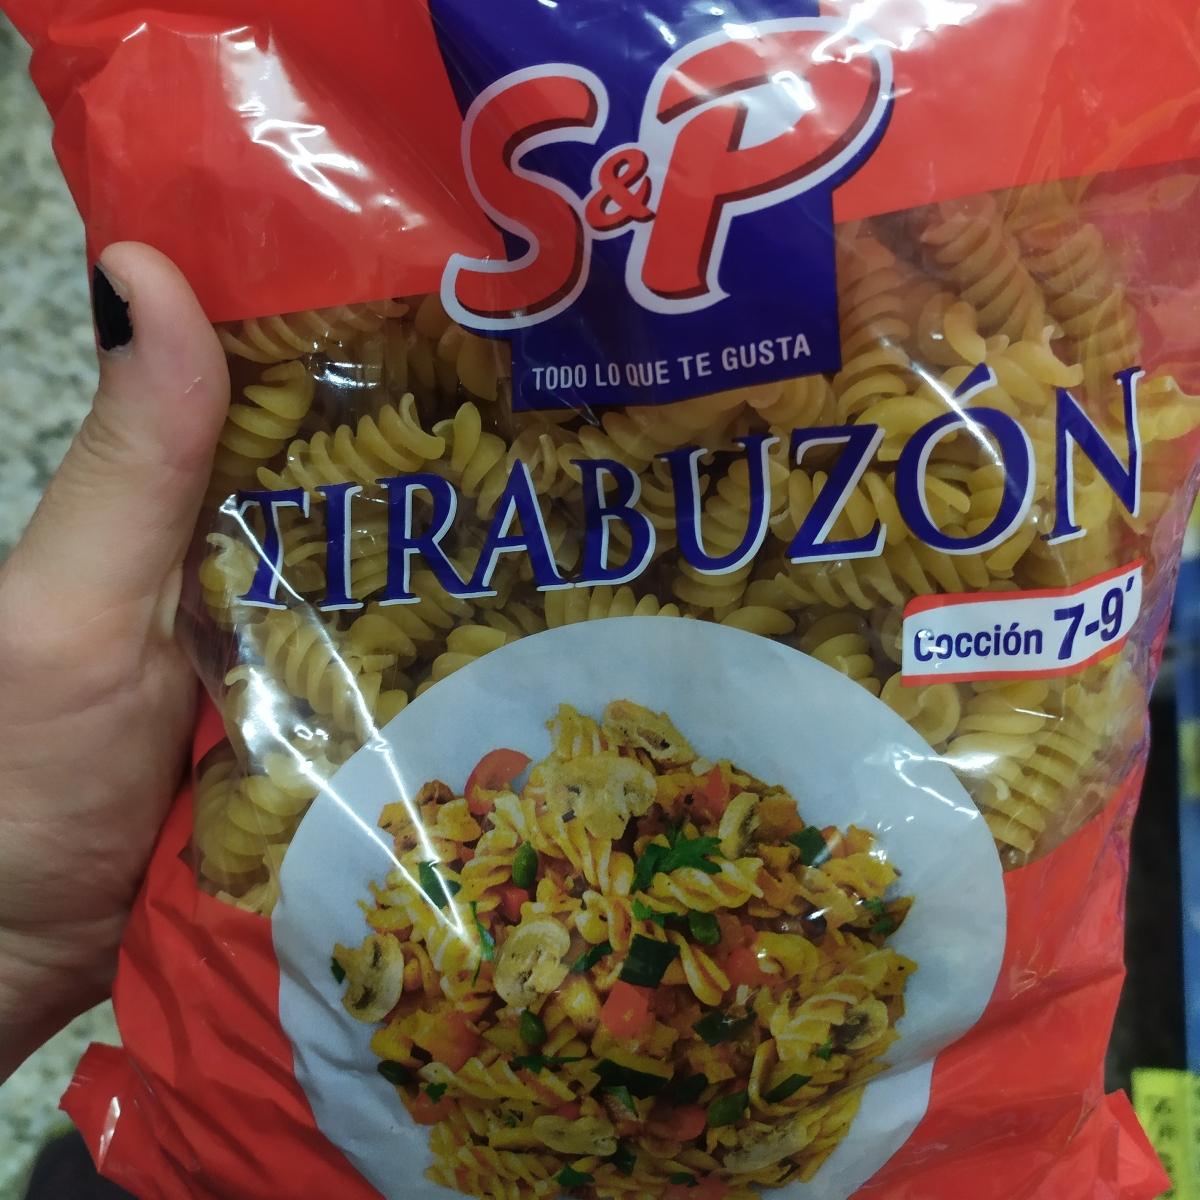 S&P
TODO LO QUE TE GUSTA
TIRABUZÓN
Cocción 7-9'